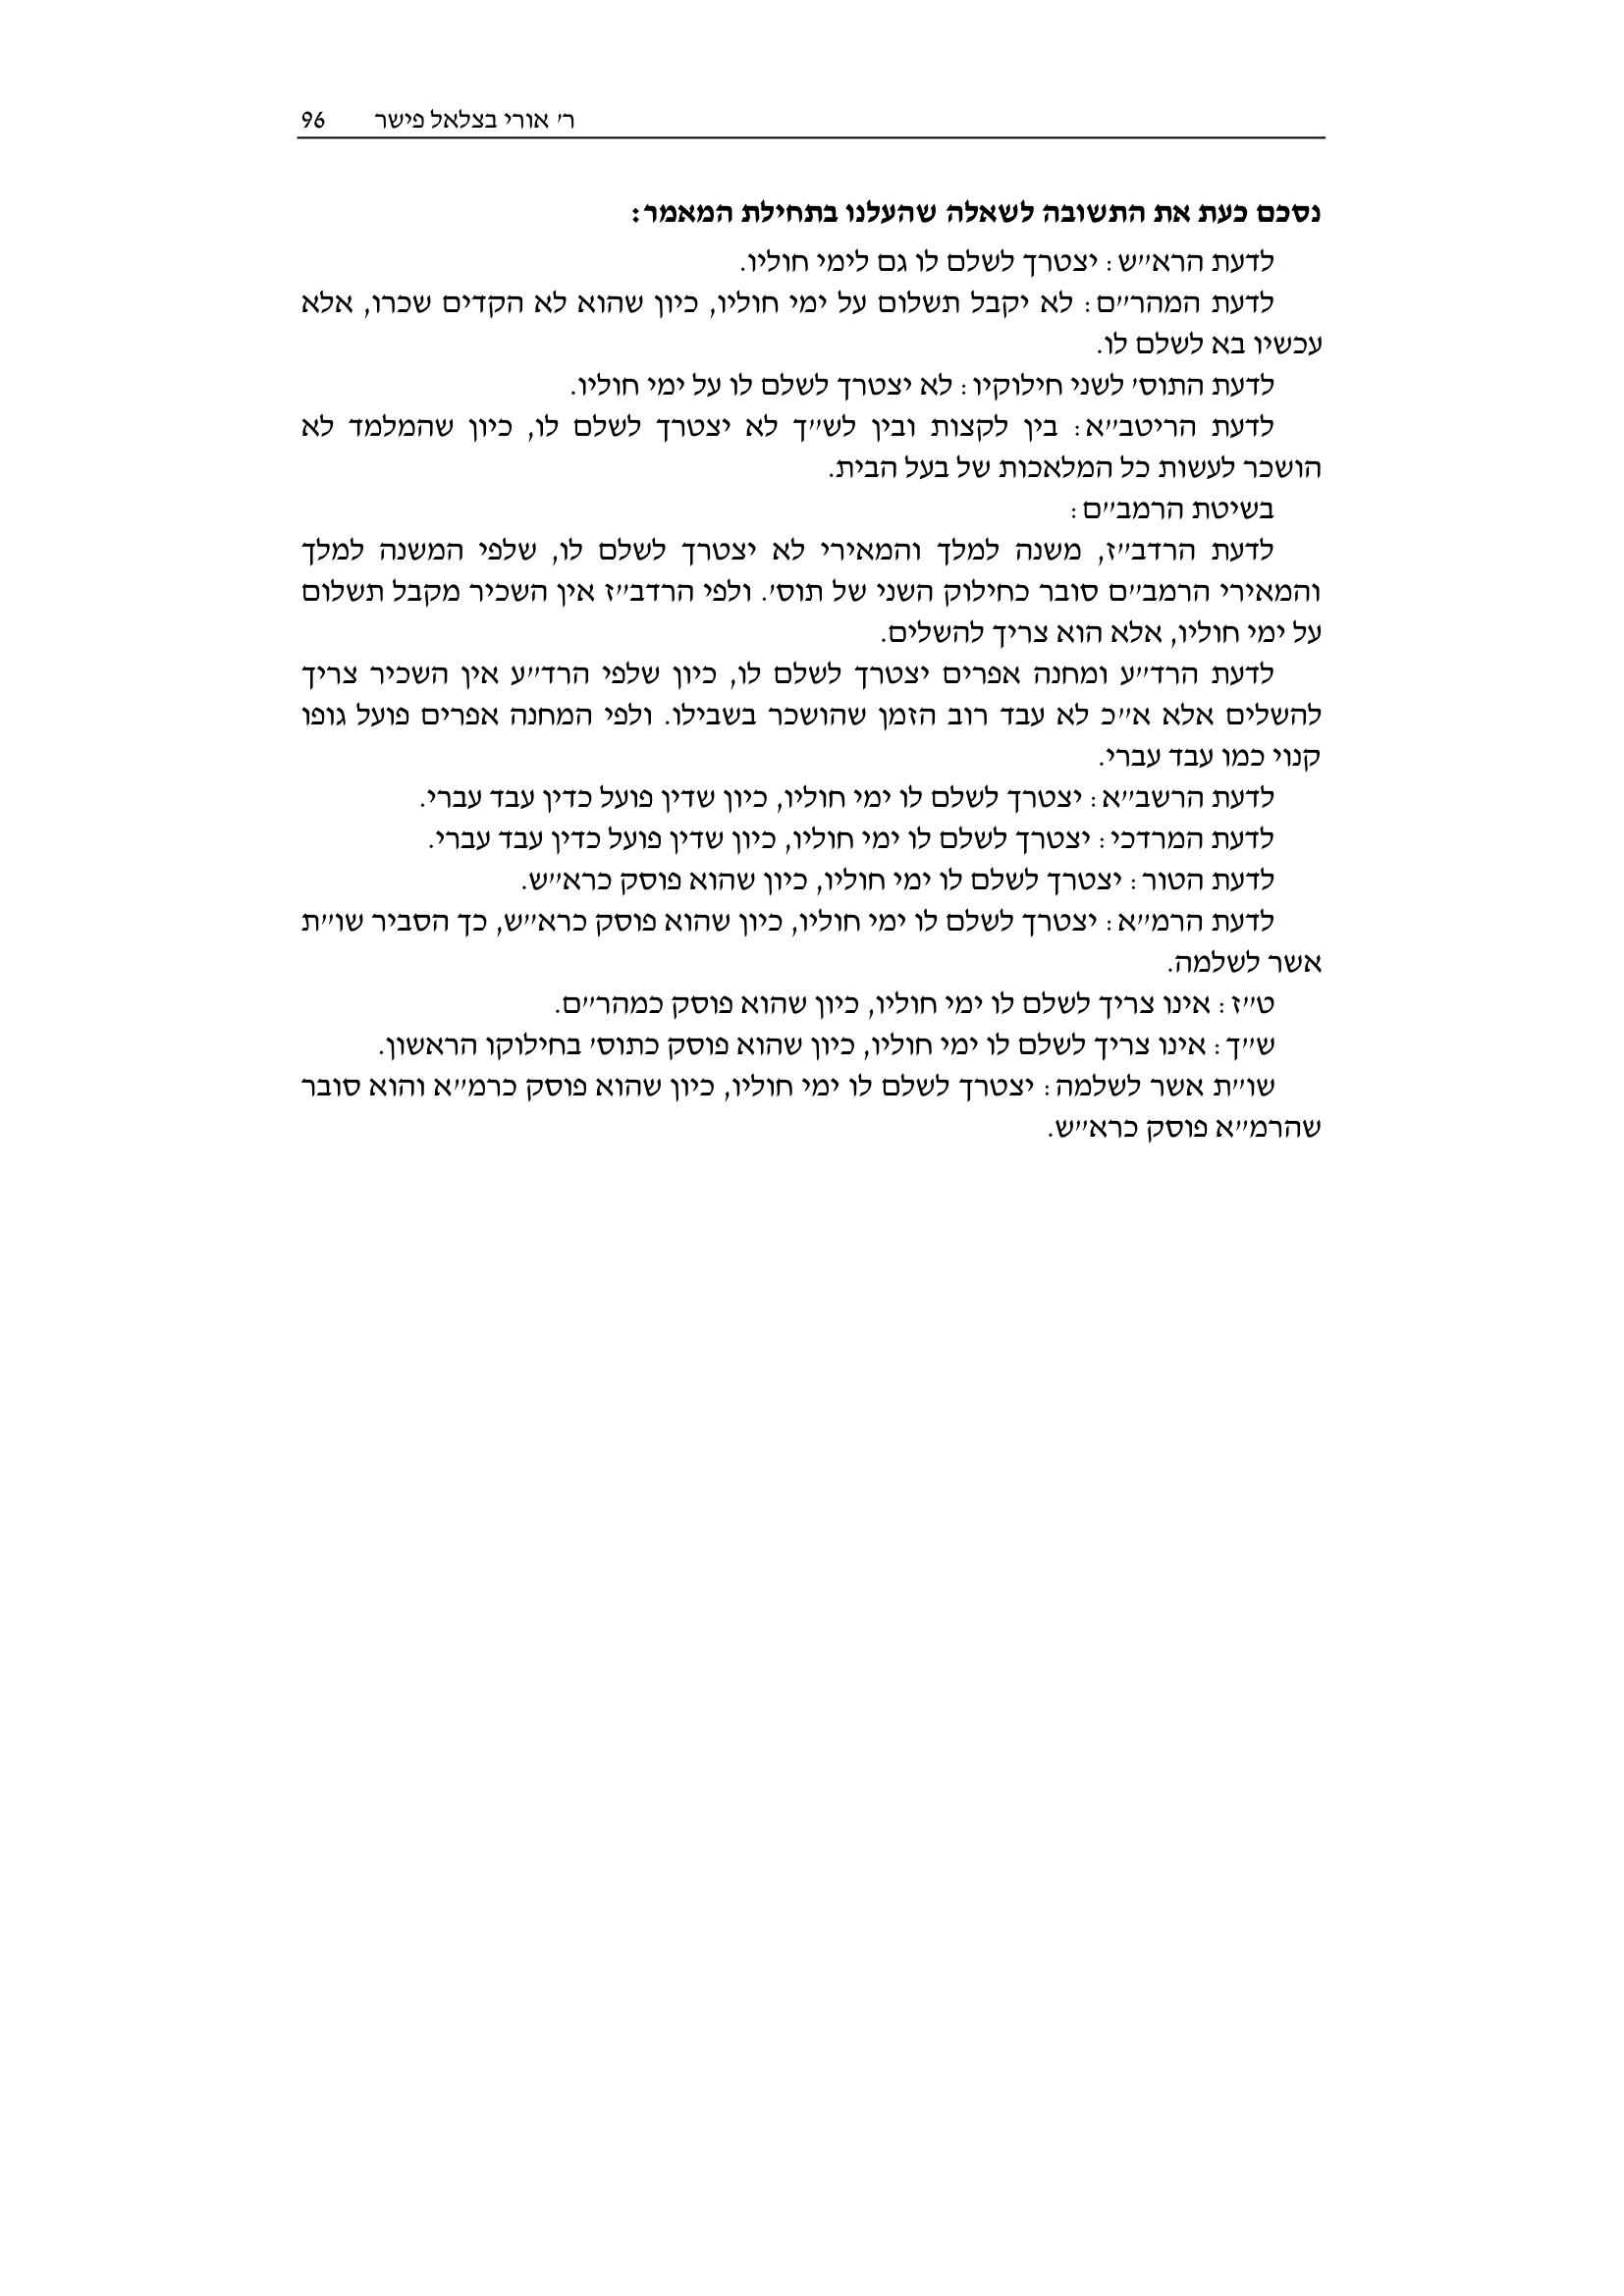 ר' אורי בצלאל פישר 96
נסכם כעת את התשובה לשאלה שהעלנו בתחילת המאמר:
לדעת הרא"ש: יצטרך לשלם לו גם לימי חוליו.
לדעת המהר"ם: לא יקבל תשלום על ימי חוליו, כיון שהוא לא הקדים שכרו, אלא
עכשיו בא לשלם לו.
לדעת התוס' לשני חילוקיו: לא יצטרך לשלם לו על ימי חוליו.
לדעת הריטב"א: בין לקצות ובין לש"ך לא יצטרך לשלם לו, כיון שהמלמד לא
הושכר לעשות כל המלאכות של בעל הבית.
בשיטת הרמב"ם:
לדעת הרדב"ז, משנה למלך והמאירי לא יצטרך לשלם לו, שלפי המשנה למלך
והמאירי הרמב"ם סובר כחילוק השני של תוס'. ולפי הרדב"ז אין השכיר מקבל תשלום
על ימי חוליו, אלא הוא צריך להשלים.
לדעת הרד"ע ומחנה אפרים יצטרך לשלם לו, כיון שלפי הרד"ע אין השכיר צריך
להשלים אלא א"כ לא עבד רוב הזמן שהושכר בשבילו. ולפי המחנה אפרים פועל גופו
קנוי כמו עבד עברי.
לדעת הרשב"א: יצטרך לשלם לו ימי חוליו, כיון שדין פועל כדין עבד עברי.
לדעת המרדכי: יצטרך לשלם לו ימי חוליו, כיון שדין פועל כדין עבד עברי.
לדעת הטור: יצטרך לשלם לו ימי חוליו, כיון שהוא פוסק כרא"ש.
לדעת הרמ"א: יצטרך לשלם לו ימי חוליו, כיון שהוא פוסק כרא"ש, כך הסביר שו"ת
אשר לשלמה.
ט"ז: אינו צריך לשלם לו ימי חוליו, כיון שהוא פוסק כמהר"ם.
ש"ך: אינו צריך לשלם לו ימי חוליו, כיון שהוא פוסק כתוס' בחילוקו הראשון.
שו"ת אשר לשלמה: יצטרך לשלם לו ימי חוליו, כיון שהוא פוסק כרמ"א והוא סובר
שהרמ"א פוסק כרא"ש.